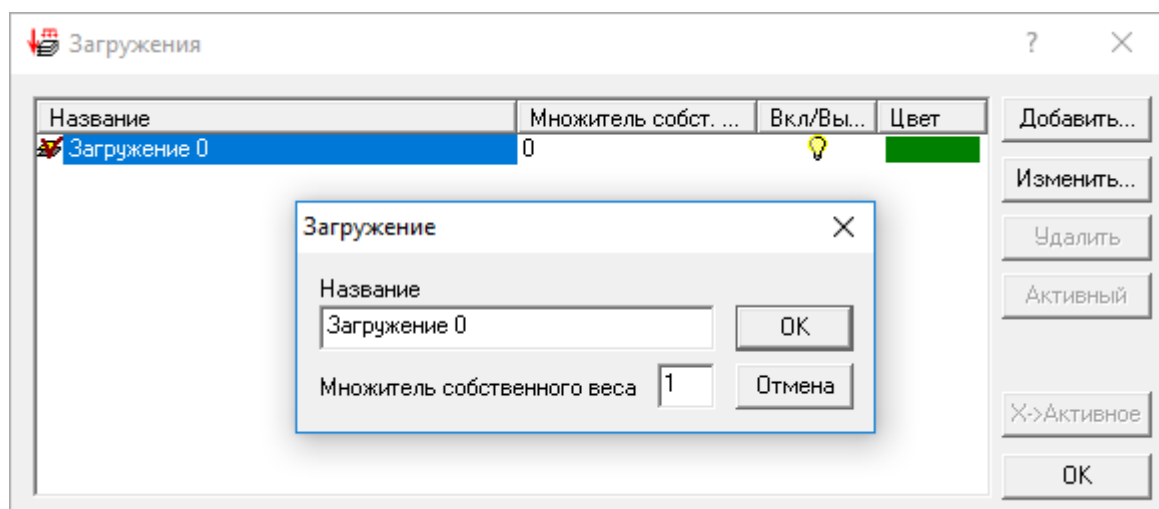 Загружения ?
Название Множитель собст. ... Вкл/Вы... Цвет Добавить...
Загружение 0 0
Изменить...
Загружение
Удалить
Название
Активный
Загружение 0 OK
Множитель собственного веса 1 Отмена
X->Активное
OK